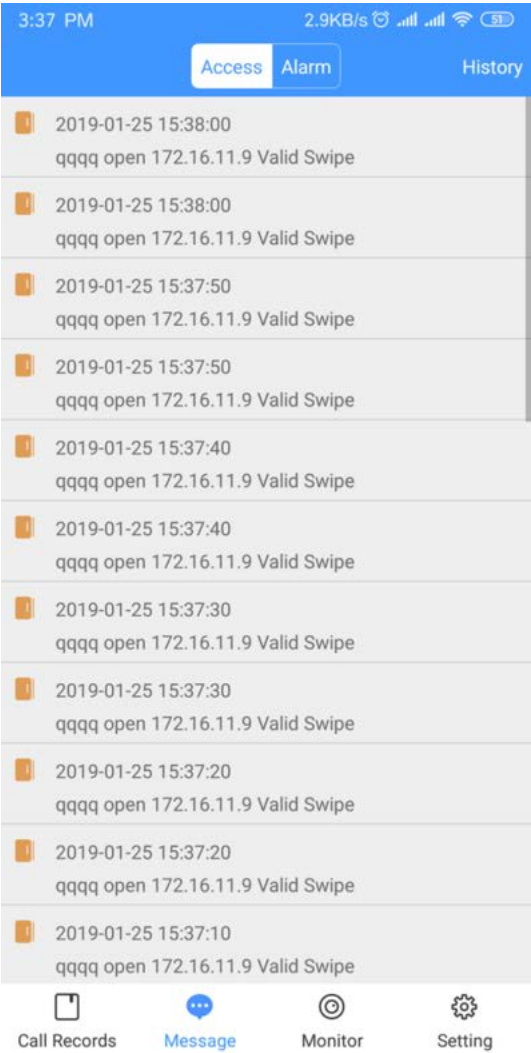 3:37 PM 2.9KB/s 51
Access Alarm History
2019-01-25 15:38:00
qqqq open 172.16.11.9 Valid Swipe
2019-01-25 15:38:00
qqqq open 172.16.11.9 Valid Swipe
2019-01-25 15:37:50
qqqq open 172.16.11.9 Valid Swipe
2019-01-25 15:37:50
qqqq open 172.16.11.9 Valid Swipe
2019-01-25 15:37:40
qqqq open 172.16.11.9 Valid Swipe
2019-01-25 15:37:40
qqqq open 172.16.11.9 Valid Swipe
2019-01-25 15:37:30
qqqq open 172.16.11.9 Valid Swipe
2019-01-25 15:37:30
qqqq open 172.16.11.9 Valid Swipe
2019-01-25 15:37:20
qqqq open 172.16.11.9 Valid Swipe
2019-01-25 15:37:20
qqqq open 172.16.11.9 Valid Swipe
2019-01-25 15:37:10
qqqq open 172.16.11.9 Valid Swipe
Call Records Message Monitor Setting